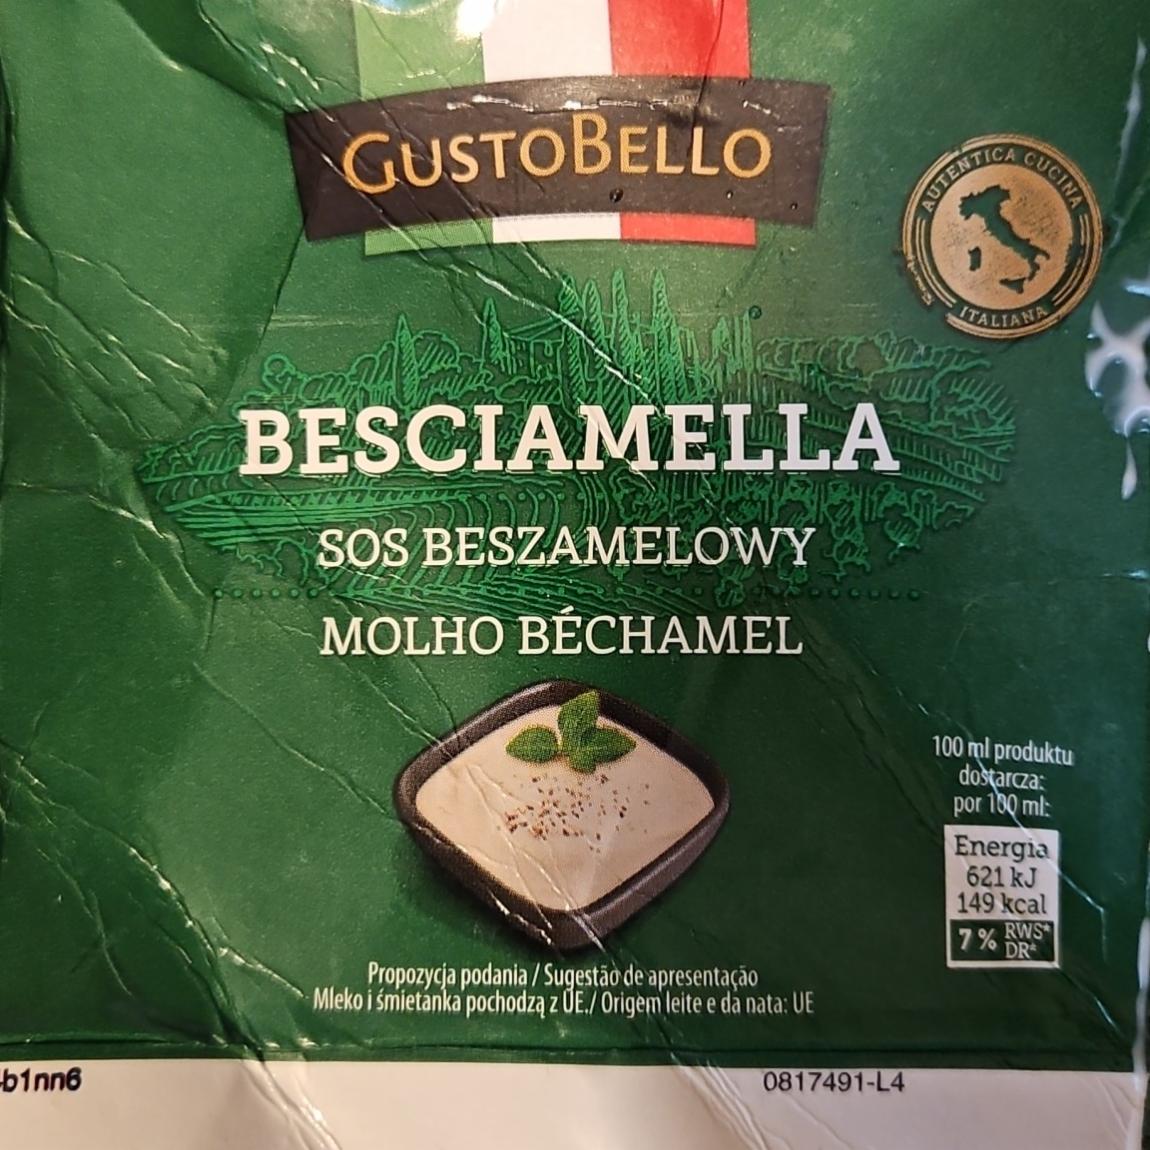 GUSTOBELLO
AUTENTICA CUCINA
ITALIANA
BESCIAMELLA
SOS BESZAMELOWY
MOLHO BÉCHAMEL
100 ml produktu
dostarcza:
por 100 ml:
Energia
621 kJ
149 kcal
7 % RWS*
DR*
Propozycja podania / Sugestão de apresentação
Mleko i śmietanka pochodzą z UE./ Origem leite e da nata: UE
b1nn6
0817491-L4